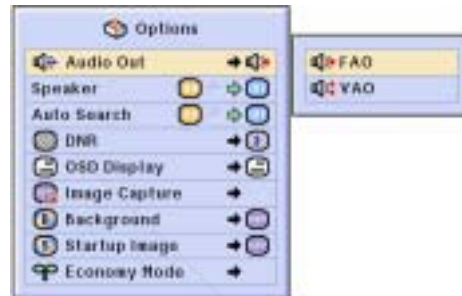 Options
Audio Out
Speaker
Auto Search
DNR
OSD Display
Image Capture
Background
Startup Image
Economy Mode
FAO
VAO